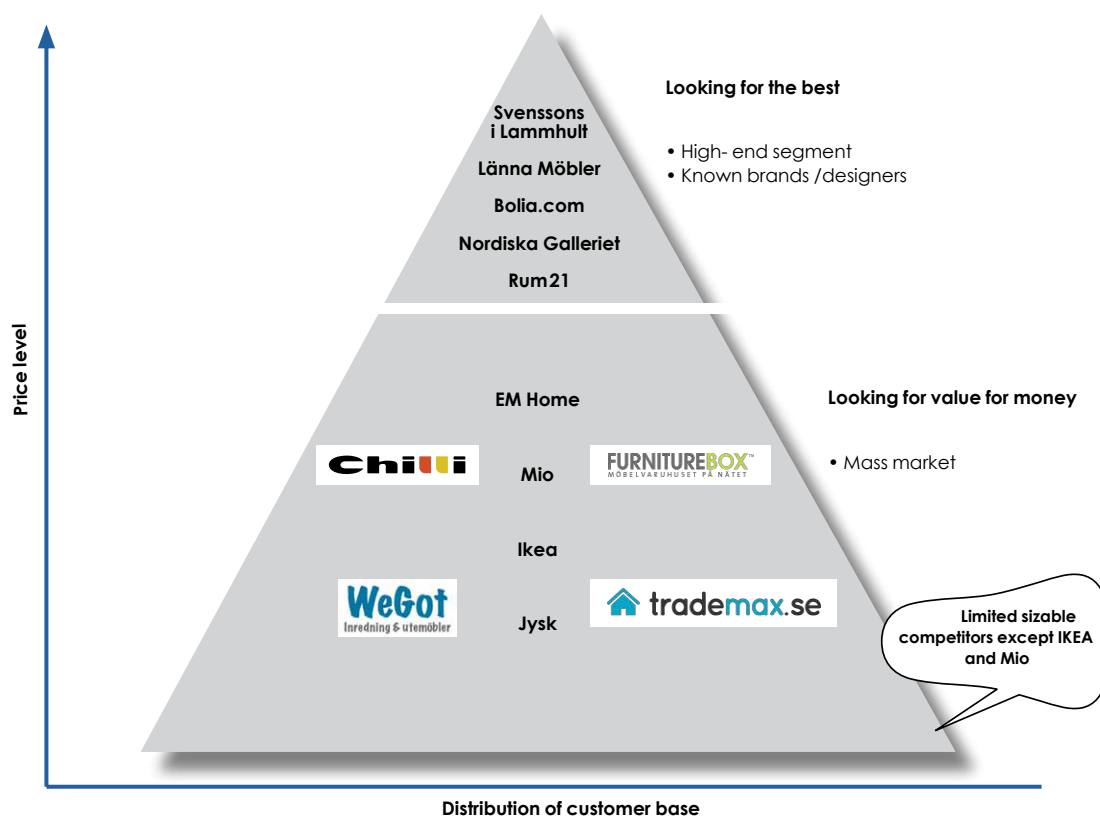 Looking for the best
Svenssons
i Lammhult
• High- end segment
Länna Möbler
• Known brands /designers
Bolia.com
Nordiska Galleriet
Rum21
Price level
EM Home
Looking for value for money
Chilli
Mio
FURNITUREBOX™
MÖBELVARUHUSET PÅ NÄTET
• Mass market
Ikea
WeGot
Inredning & utemöbler
trademax.se
Jysk
Limited sizable
competitors except IKEA
and Mio
Distribution of customer base